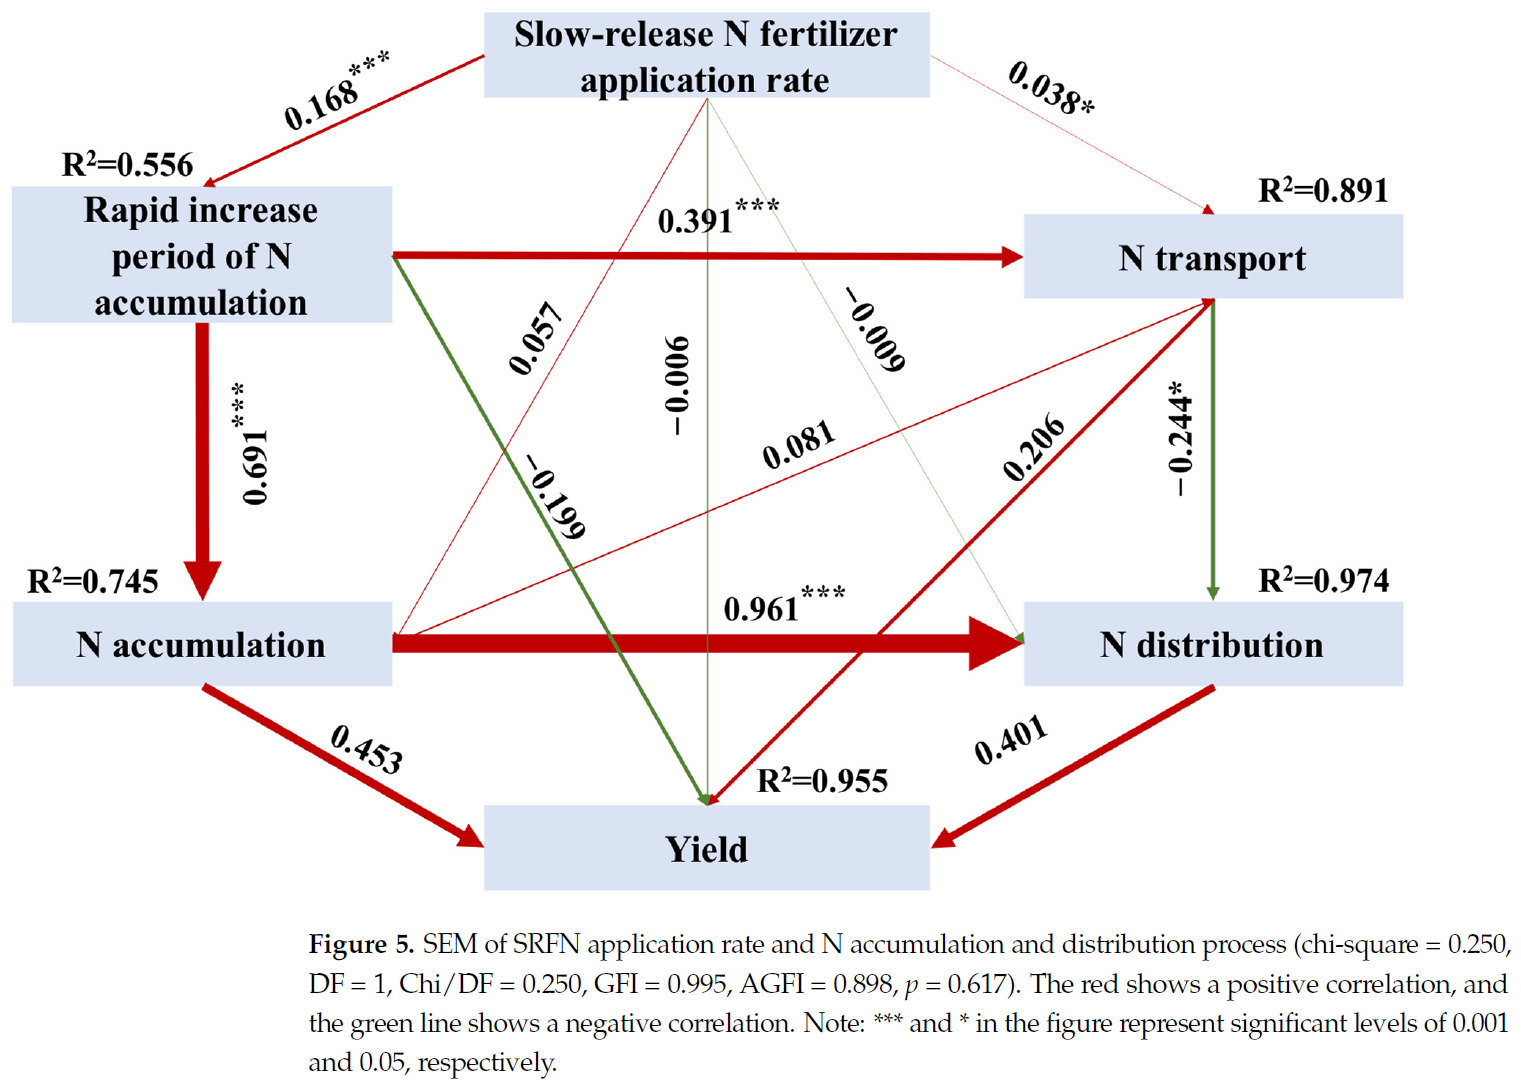 Slow-release N fertilizer
application rate
0.168***
0.038*
R²=0.556
R²=0.891
Rapid increase
period of N
accumulation
0.391***
N transport
0.057
−0.006
−0.009
0.691***
−0.199
0.081
0.206
−0.244*
R²=0.745
R²=0.974
N accumulation
0.961***
N distribution
0.453
0.401
R²=0.955
Yield
Figure 5. SEM of SRFN application rate and N accumulation and distribution process (chi-square = 0.250,
DF = 1, Chi/DF = 0.250, GFI = 0.995, AGFI = 0.898, p = 0.617). The red shows a positive correlation, and
the green line shows a negative correlation. Note: *** and * in the figure represent significant levels of 0.001
and 0.05, respectively.